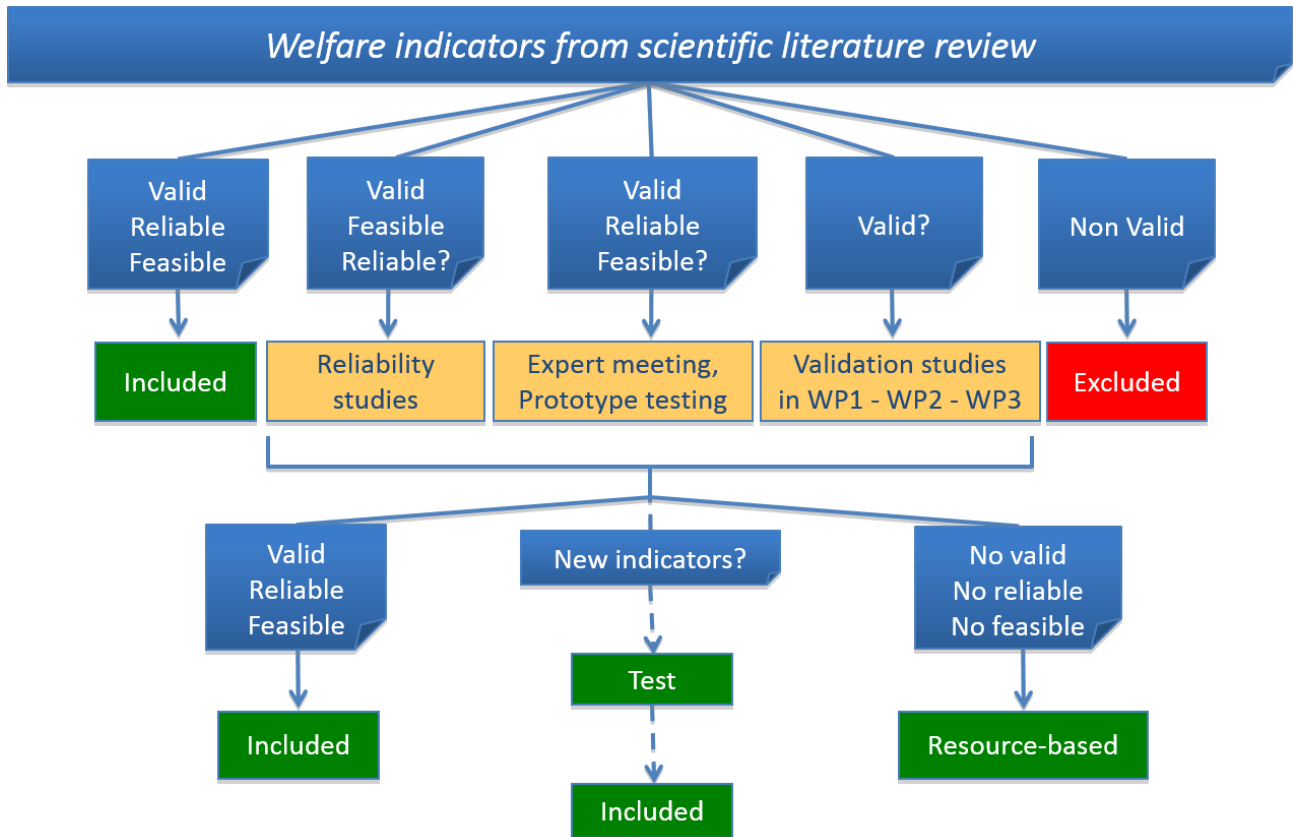 Welfare indicators from scientific literature review
Valid
Reliable
Feasible
Valid
Feasible
Reliable?
Valid
Reliable
Feasible?
Valid?
Non Valid
Included
Reliability
studies
Expert meeting,
Prototype testing
Validation studies
in WP1 - WP2 - WP3
Excluded
Valid
Reliable
Feasible
New indicators?
No valid
No reliable
No feasible
Test
Included
Resource-based
Included